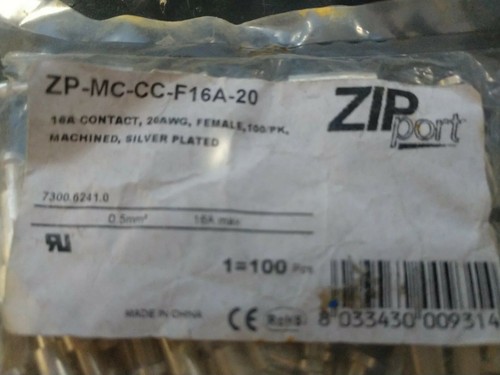 ZP-MC-CC-F16A-20
ZIPport
16A CONTACT, 20AWG, FEMALE,100/PK,
MACHINED, SILVER PLATED
7300.6241.0
0.5mm² 16A max
1=100 Pcs
MADE IN CHINA
CE RoHS
8 033430 009314